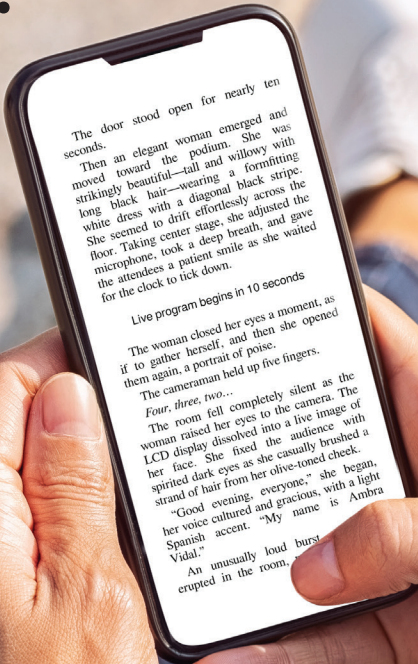 The door stood open for nearly ten
seconds.
Then an elegant woman emerged and
moved toward the podium. She was
strikingly beautiful—tall and willowy with
long black hair—wearing a formfitting
white dress with a diagonal black stripe.
She seemed to drift effortlessly across the
floor. Taking center stage, she adjusted the
microphone, took a deep breath, and gave
the attendees a patient smile as she waited
for the clock to tick down.
Live program begins in 10 seconds
The woman closed her eyes a moment, as
if to gather herself, and then she opened
them again, a portrait of poise.
The cameraman held up five fingers.
Four, three, two…
The room fell completely silent as the
woman raised her eyes to the camera. The
LCD display dissolved into a live image of
her face. She fixed the audience with
spirited dark eyes as she casually brushed a
strand of hair from her olive-toned cheek.
“Good evening, everyone,” she began,
her voice cultured and gracious, with a light
Spanish accent. “My name is Ambra
Vidal.”
An unusually loud burst
erupted in the room,